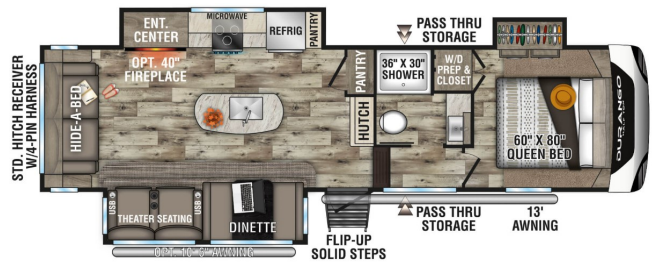 MICROWAVE
ENT.
CENTER
REFRIG
PANTRY
PASS THRU
STORAGE
OPT. 40"
FIREPLACE
PANTRY
36" X 30"
SHOWER
W/D
PREP &
CLOSET
STD. HITCH RECEIVER
W/4-PIN HARNESS
HIDE-A-BED
HUTCH
60" X 80"
QUEEN BED
DURANGO
USB
THEATER SEATING
USB
DINETTE
PASS THRU
STORAGE
13'
AWNING
FLIP-UP
SOLID STEPS